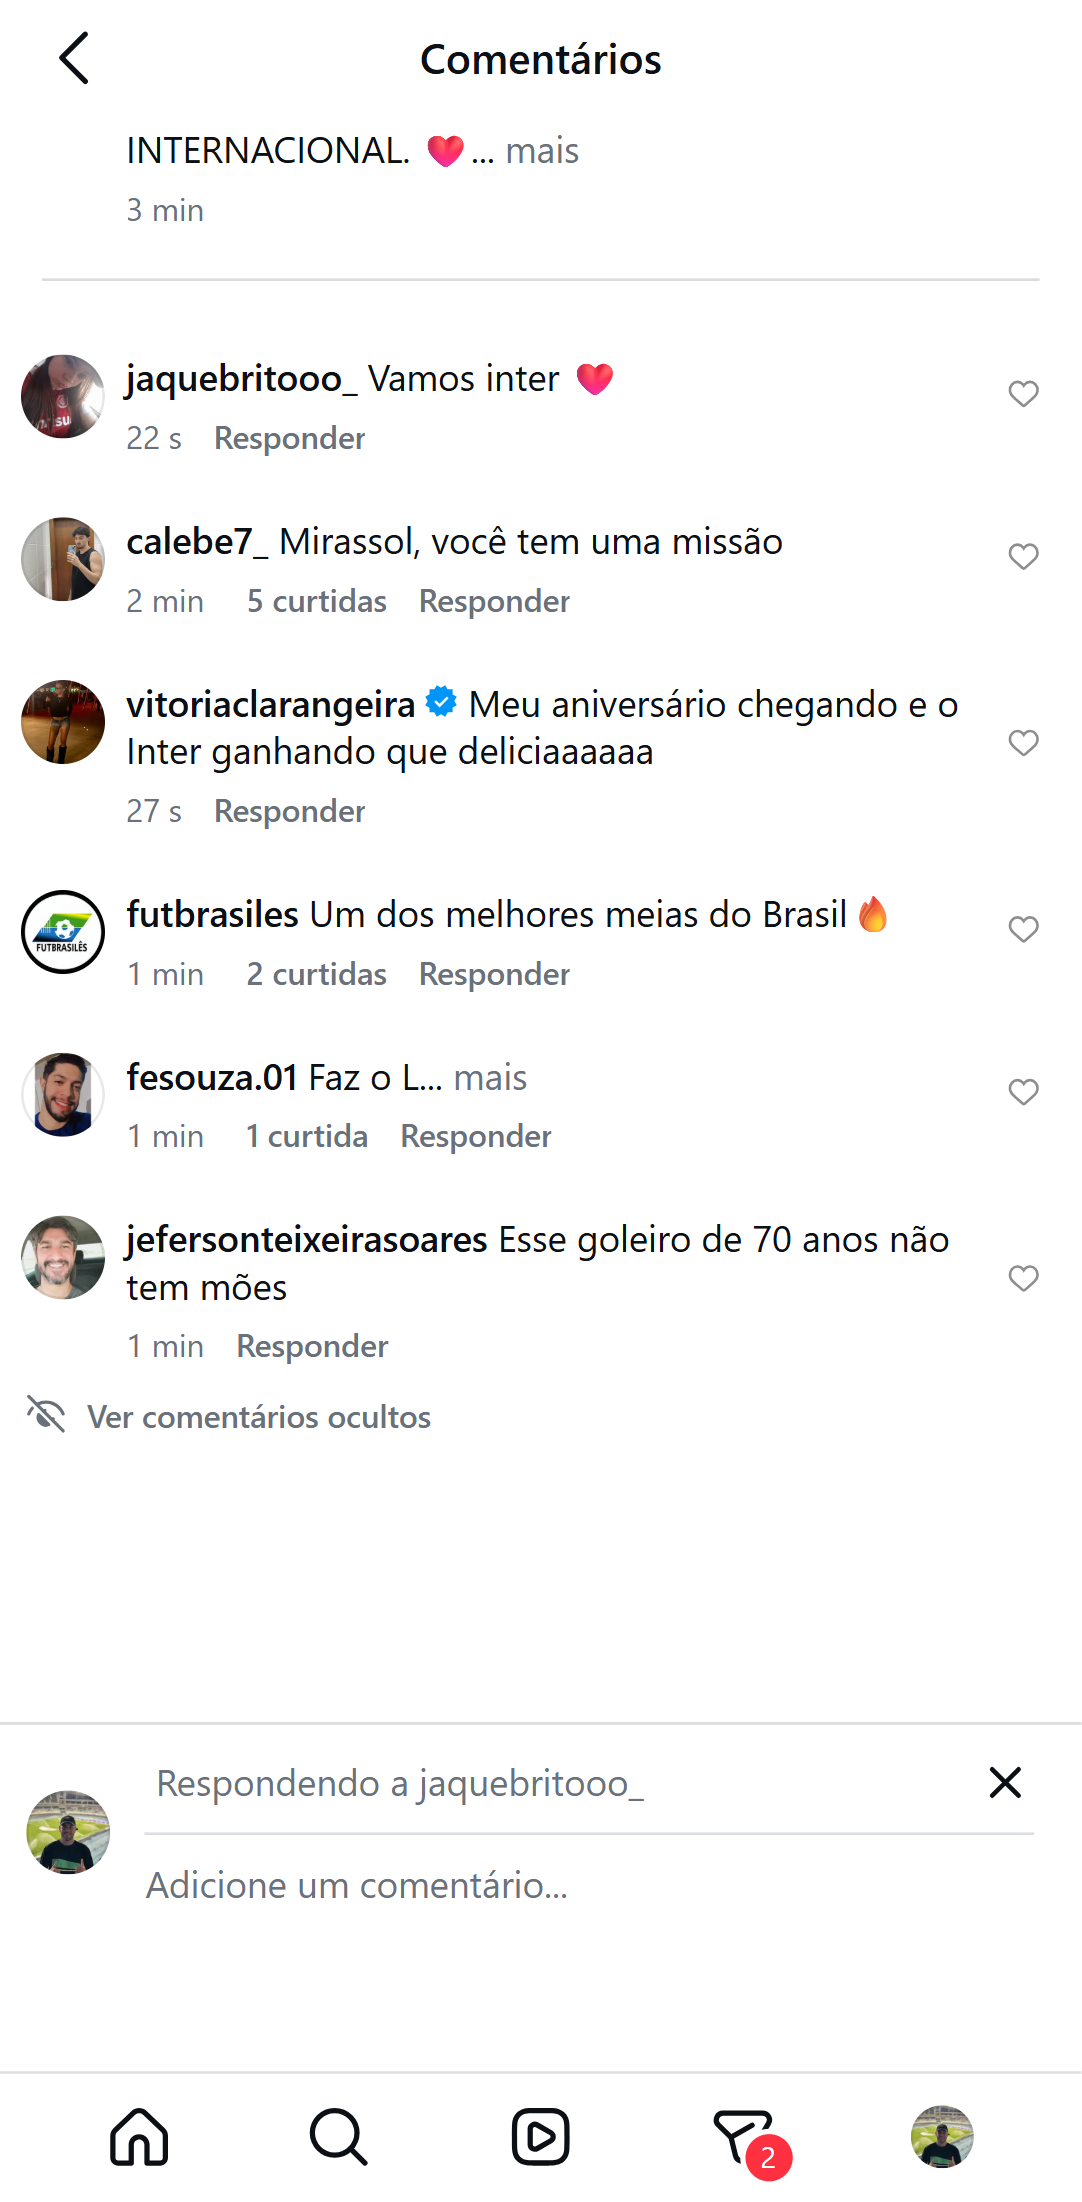 Comentários
INTERNACIONAL. ❤️... mais
3 min
jaquebritooo_ Vamos inter ❤️
22 s Responder
calebe7_ Mirassol, você tem uma missão
2 min 5 curtidas Responder
vitoriaclarangeira Meu aniversário chegando e o
Inter ganhando que deliciaaaaaa
27 s Responder
futbrasiles Um dos melhores meias do Brasil🔥
FUTBRASILÊS
1 min 2 curtidas Responder
fesouza.01 Faz o L... mais
1 min 1 curtida Responder
jefersonteixeirasoares Esse goleiro de 70 anos não
tem mões
1 min Responder
Ver comentários ocultos
Respondendo a jaquebritooo_
Adicione um comentário...
2